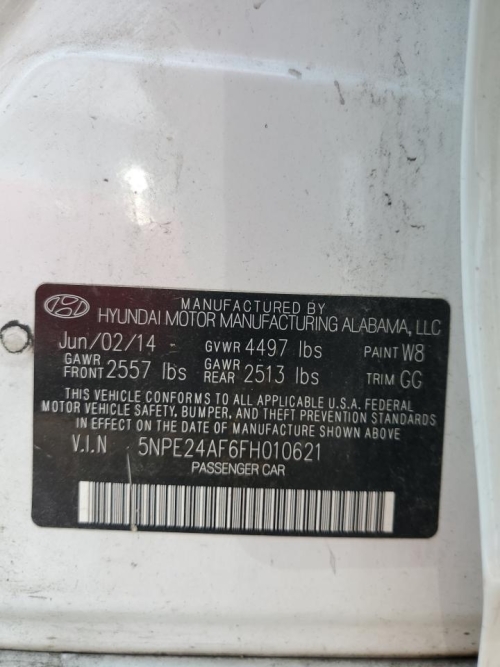 MANUFACTURED BY
HYUNDAI MOTOR MANUFACTURING ALABAMA, LLC
Jun/02/14 GVWR 4497 lbs PAINT W8
GAWR FRONT 2557 lbs GAWR REAR 2513 lbs TRIM GG
THIS VEHICLE CONFORMS TO ALL APPLICABLE U.S.A. FEDERAL
MOTOR VEHICLE SAFETY, BUMPER, AND THEFT PREVENTION STANDARDS
IN EFFECT ON THE DATE OF MANUFACTURE SHOWN ABOVE
V.I.N 5NPE24AF6FH010621
PASSENGER CAR